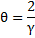 θ = 2/γ